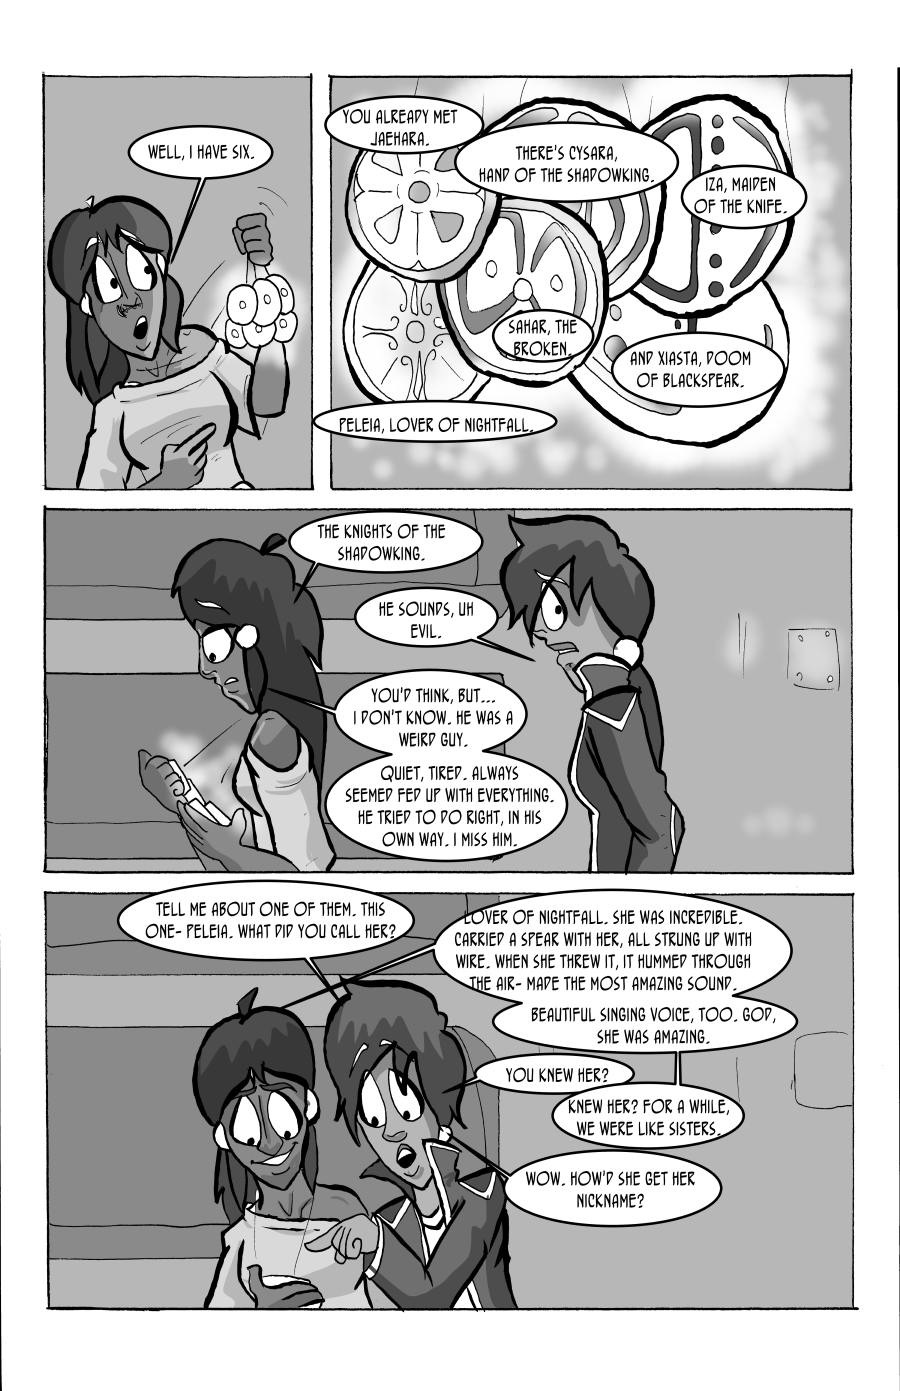 WELL, I HAVE SIX.
YOU ALREADY MET
JAEHARA.
THERE'S CYSARA,
HAND OF THE SHADOWKING.
IZA, MAIDEN
OF THE KNIFE.
SAHAR, THE
BROKEN.
AND XIASTA, DOOM
OF BLACKSPEAR.
PELEIA, LOVER OF NIGHTFALL.
THE KNIGHTS OF THE
SHADOWKING.
HE SOUNDS, UH
EVIL.
YOU'D THINK, BUT...
I DON'T KNOW. HE WAS A
WEIRD GUY.
QUIET, TIRED. ALWAYS
SEEMED FED UP WITH EVERYTHING.
HE TRIED TO DO RIGHT, IN HIS
OWN WAY. I MISS HIM.
TELL ME ABOUT ONE OF THEM. THIS
ONE- PELEIA. WHAT DID YOU CALL HER?
LOVER OF NIGHTFALL. SHE WAS INCREDIBLE.
CARRIED A SPEAR WITH HER, ALL STRUNG UP WITH
WIRE. WHEN SHE THREW IT, IT HUMMED THROUGH
THE AIR- MADE THE MOST AMAZING SOUND.
BEAUTIFUL SINGING VOICE, TOO. GOD,
SHE WAS AMAZING.
YOU KNEW HER?
KNEW HER? FOR A WHILE,
WE WERE LIKE SISTERS.
WOW. HOW'D SHE GET HER
NICKNAME?